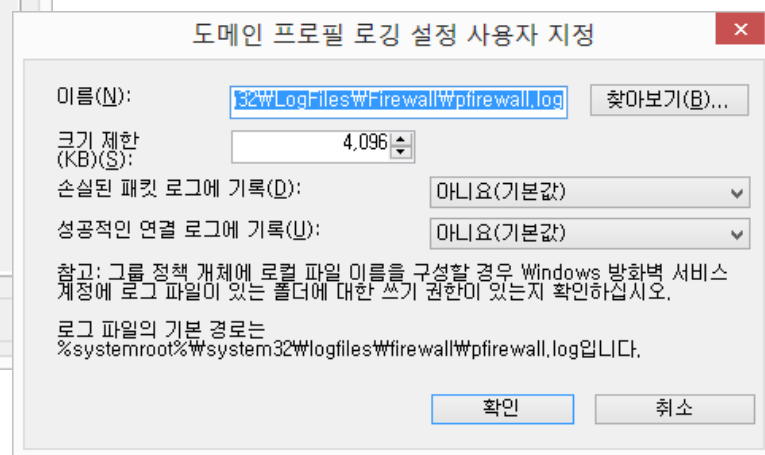 도메인 프로필 로깅 설정 사용자 지정
이름(N): 32₩LogFiles₩Firewall₩pfirewall.log 찾아보기(B)...
크기 제한
(KB)(S): 4,096
손실된 패킷 로그에 기록(D): 아니요(기본값)
성공적인 연결 로그에 기록(U): 아니요(기본값)
참고: 그룹 정책 개체에 로컬 파일 이름을 구성할 경우 Windows 방화벽 서비스
계정에 로그 파일이 있는 폴더에 대한 쓰기 권한이 있는지 확인하십시오.
로그 파일의 기본 경로는
%systemroot%₩system32₩logfiles₩firewall₩pfirewall.log입니다.
확인 취소